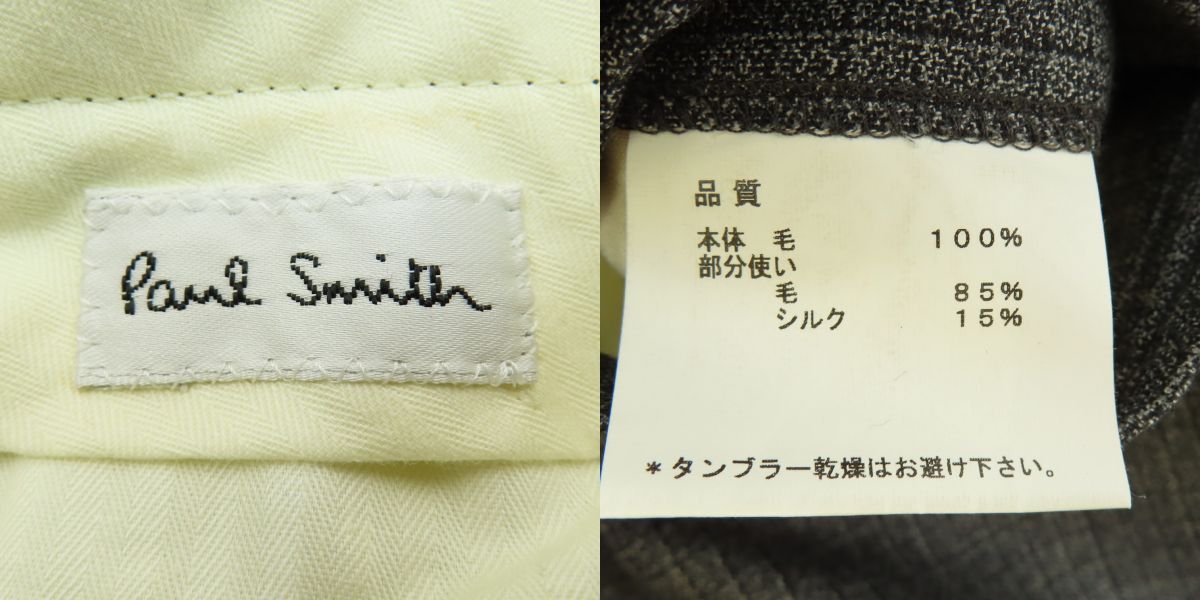 Paul Smith
品質
本体 毛 100%
部分使い
毛 85%
シルク 15%
*タンブラー乾燥はお避け下さい。